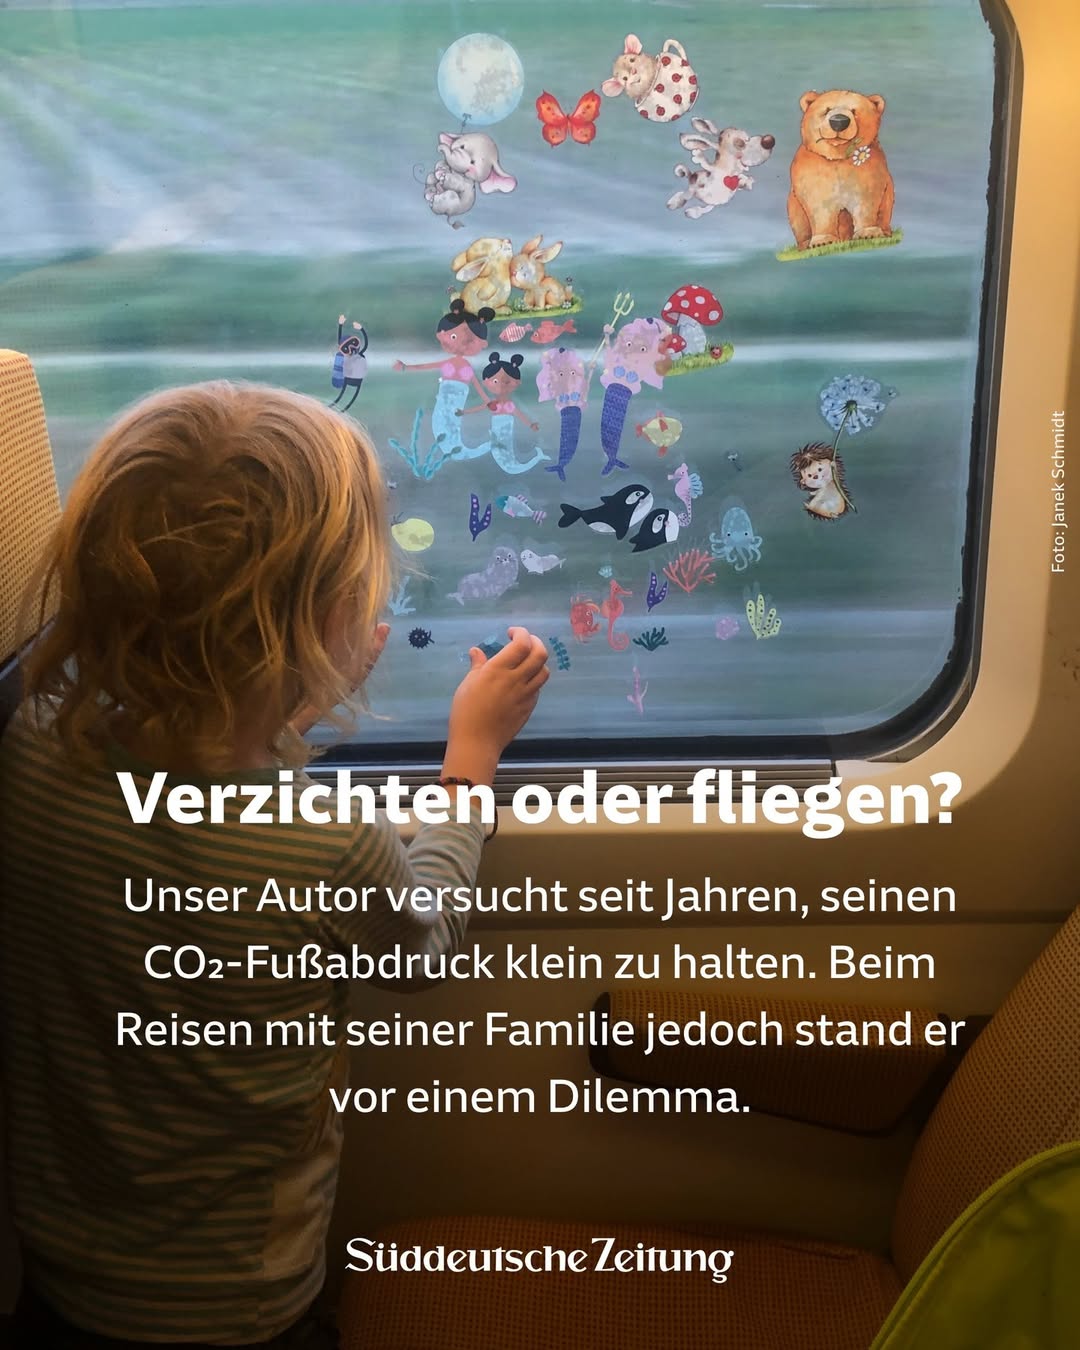 Foto: Janek Schmidt
Verzichten oder fliegen?
Unser Autor versucht seit Jahren, seinen
CO₂-Fußabdruck klein zu halten. Beim
Reisen mit seiner Familie jedoch stand er
vor einem Dilemma.
Süddeutsche Zeitung